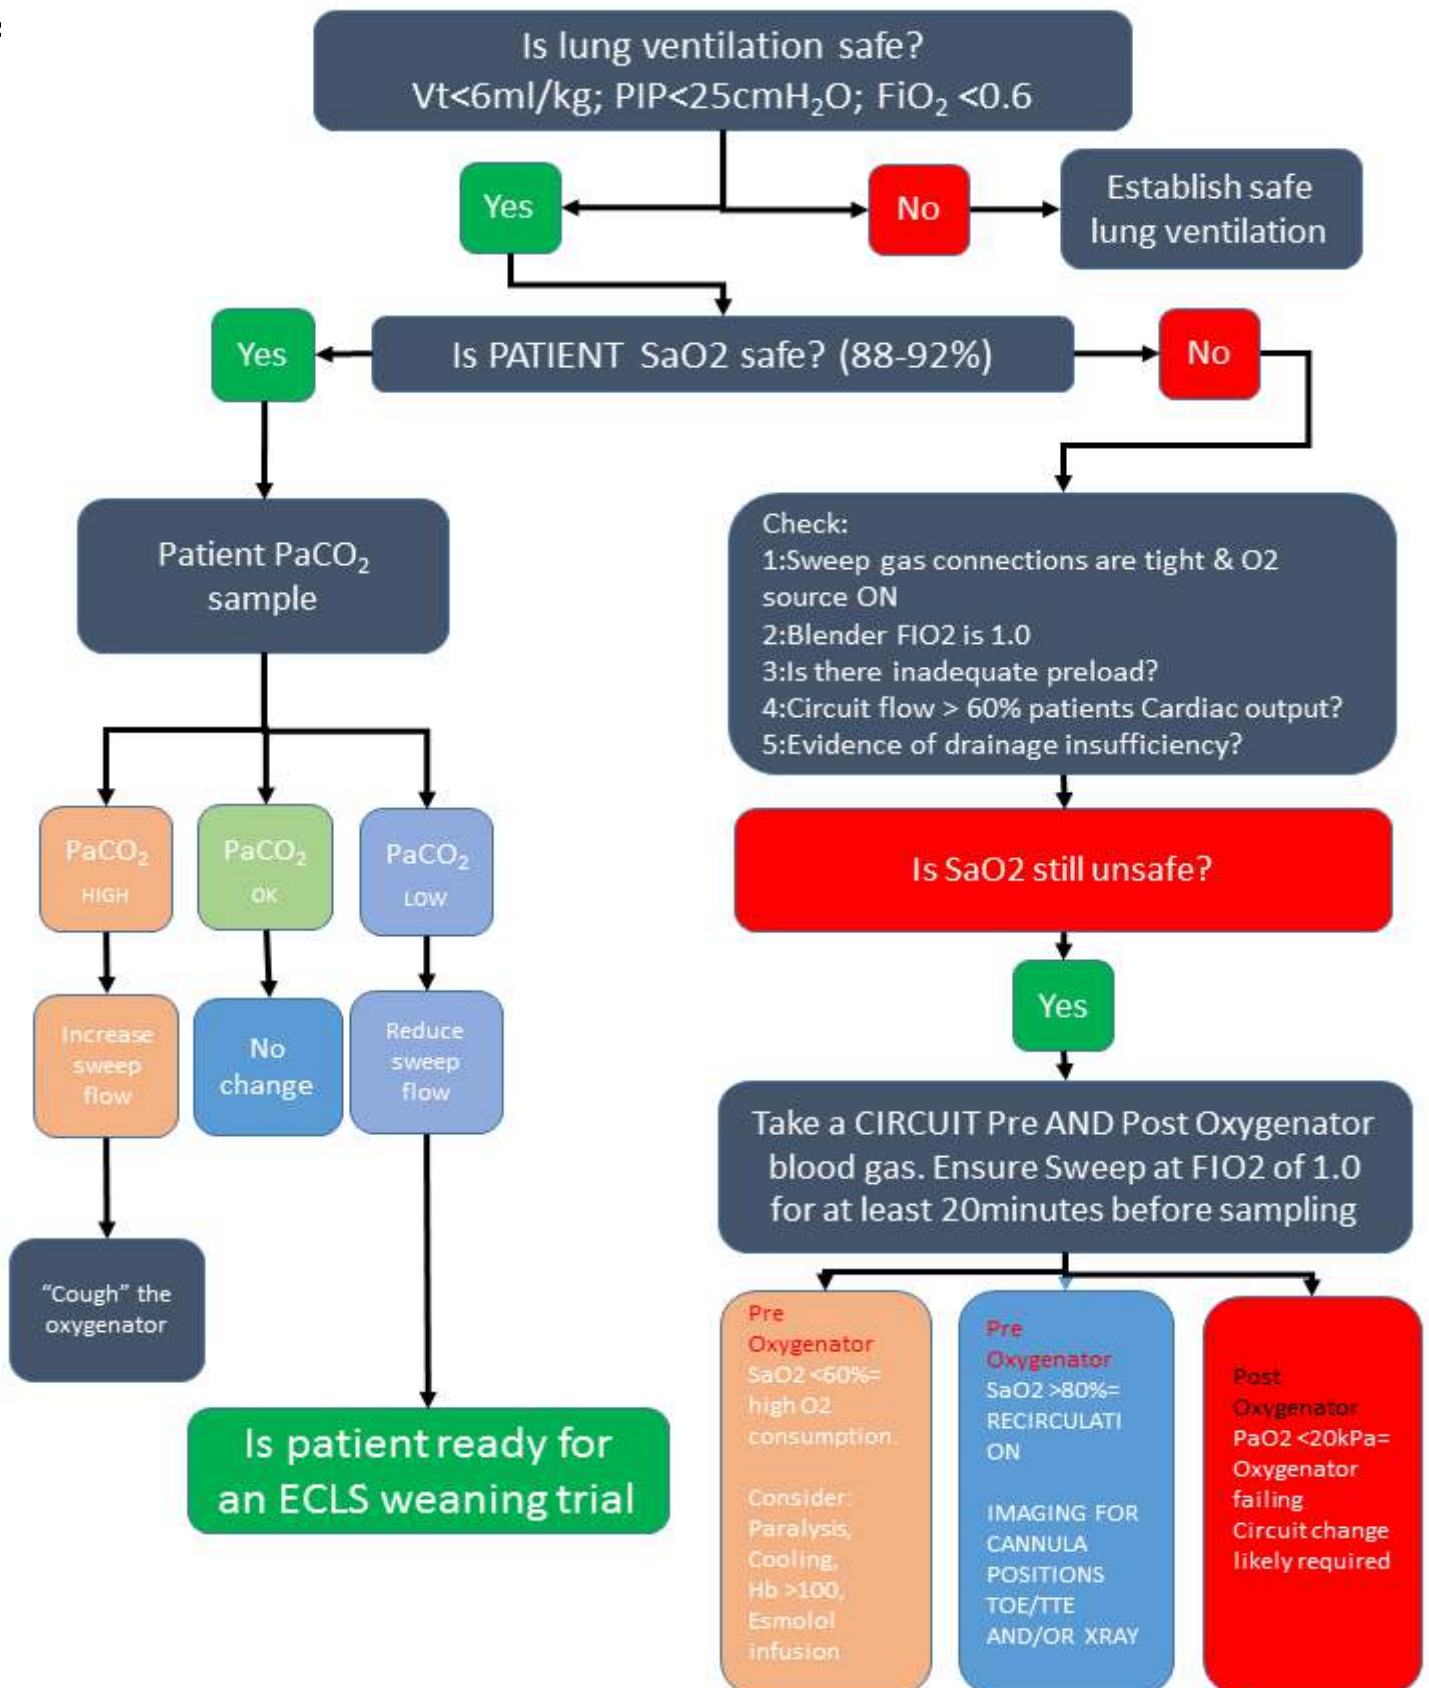 Is lung ventilation safe?
Vt<6ml/kg; PIP<25cmH₂O; FiO₂ <0.6
Yes
No
Establish safe
lung ventilation
Yes
Is PATIENT SaO2 safe? (88-92%)
No
Patient PaCO₂
sample
Check:
1:Sweep gas connections are tight & O2
source ON
2:Blender FIO2 is 1.0
3:Is there inadequate preload?
4:Circuit flow > 60% patients Cardiac output?
5:Evidence of drainage insufficiency?
PaCO₂
HIGH
PaCO₂
OK
PaCO₂
LOW
Is SaO2 still unsafe?
Yes
Increase
sweep
flow
No
change
Reduce
sweep
flow
Take a CIRCUIT Pre AND Post Oxygenator
blood gas. Ensure Sweep at FIO2 of 1.0
for at least 20minutes before sampling
"Cough" the
oxygenator
Is patient ready for
an ECLS weaning trial
Pre
Oxygenator
SaO2 <60%=
high O2
consumption.
Consider:
Paralysis,
Cooling,
Hb >100,
Esmolol
infusion
Pre
Oxygenator
SaO2 >80%=
RECIRCULATI
ON
IMAGING FOR
CANNULA
POSITIONS
TOE/TTE
AND/OR XRAY
Post
Oxygenator
PaO2 <20kPa=
Oxygenator
failing
Circuit change
likely required